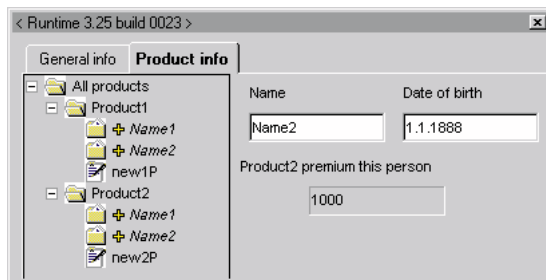 < Runtime 3.25 build 0023 >
General info Product info
All products
Product1
Name1
Name2
new1P
Product2
Name1
Name2
new2P
Name Date of birth
Name2 1.1.1888
Product2 premium this person
1000